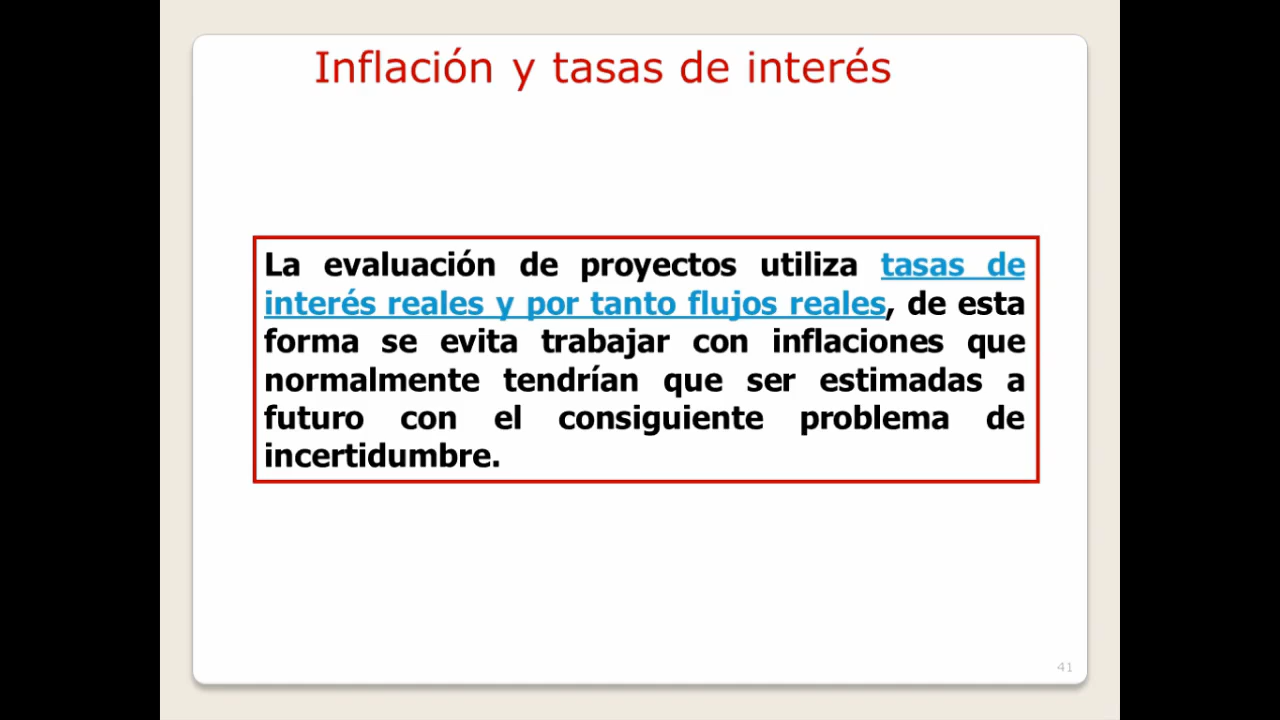 Inflación y tasas de interés
La evaluación de proyectos utiliza tasas de
interés reales y por tanto flujos reales, de esta
forma se evita trabajar con inflaciones que
normalmente tendrían que ser estimadas a
futuro con el consiguiente problema de
incertidumbre.
41